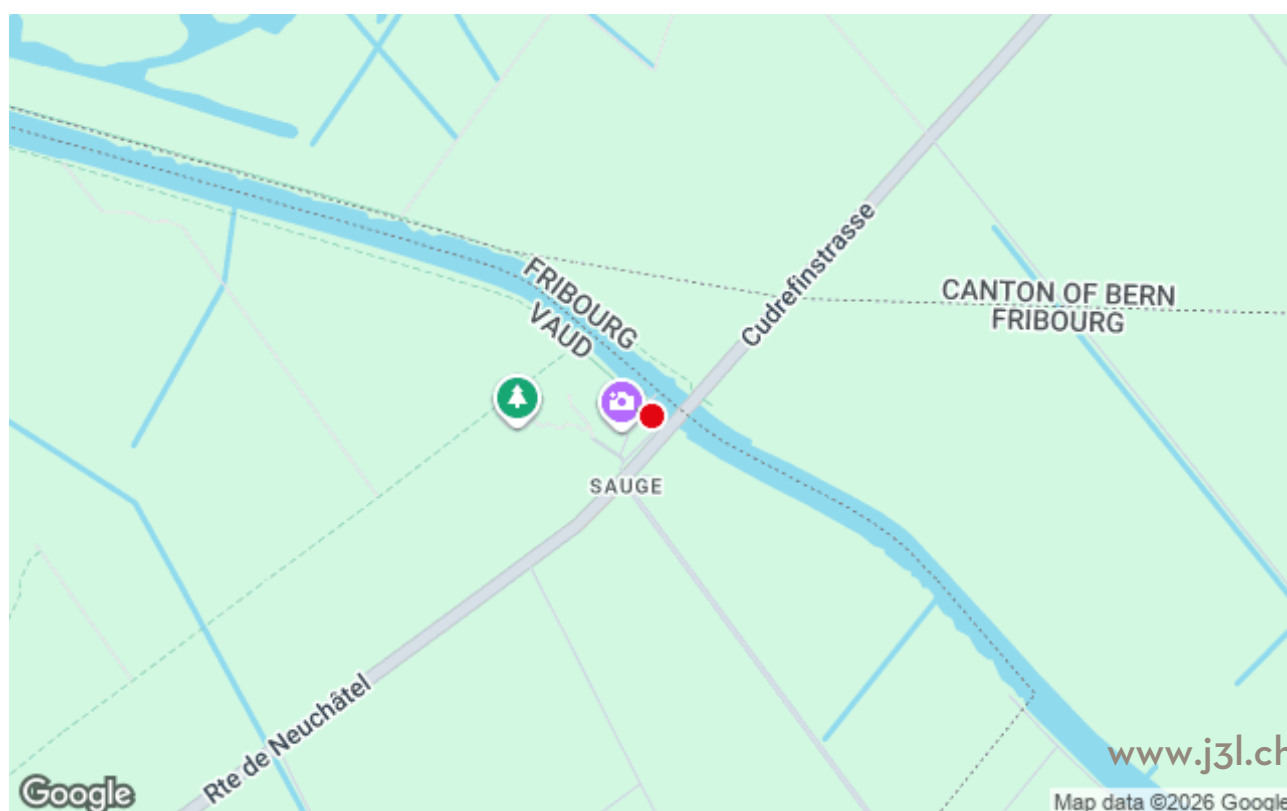 FRIBOURG
VAUD
Cudrefinstrasse
CANTON OF BERN
FRIBOURG
SAUGE
Rte de Neuchâtel
www.j3l.ch
Google
Map data ©2026 Google